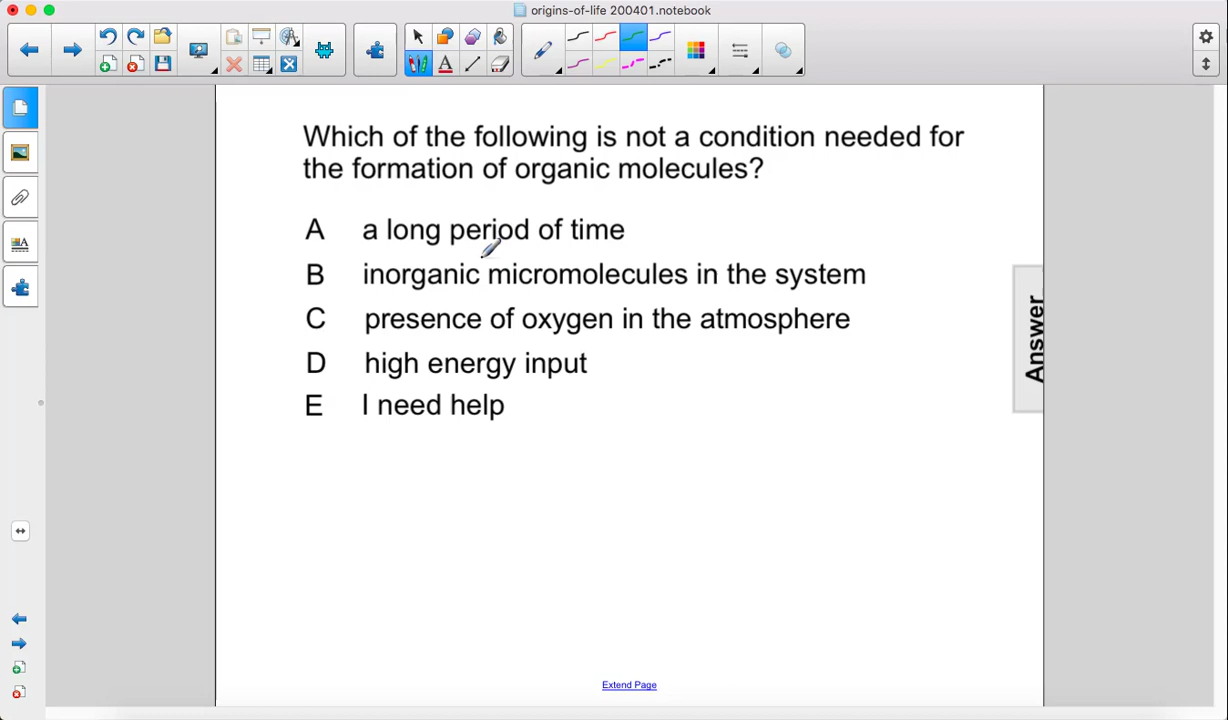 origins-of-life 200401.notebook
Which of the following is not a condition needed for
the formation of organic molecules?
A a long period of time
B inorganic micromolecules in the system
C presence of oxygen in the atmosphere
D high energy input
E I need help
Answer
Extend Page